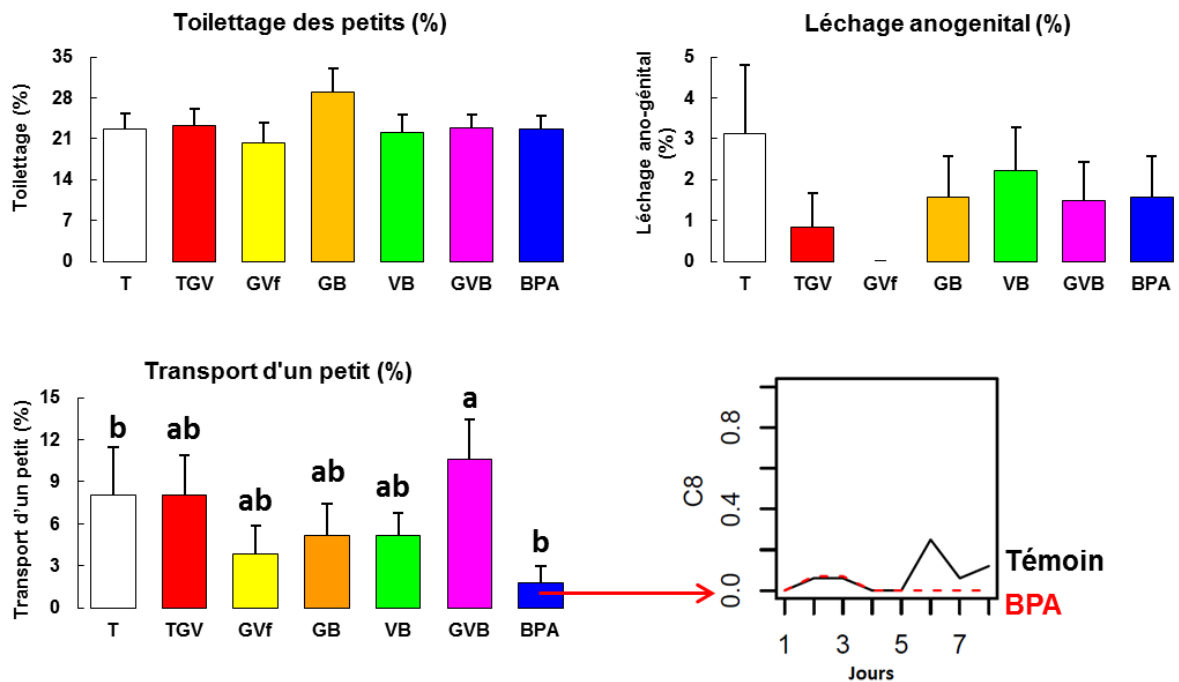 Toilettage des petits (%)
Toilettage (%)
35
28
21
14
7
0
T TGV GVf GB VB GVB BPA
Léchage anogenital (%)
Léchage ano-génital
(%)
5
4
3
2
1
0
T TGV GVf GB VB GVB BPA
Transport d'un petit (%)
Transport d'un petit (%)
15
12
9
6
3
0
b ab ab ab ab a b
T TGV GVf GB VB GVB BPA
C8
0.8
0.4
0.0
Témoin
BPA
1 3 5 7
Jours